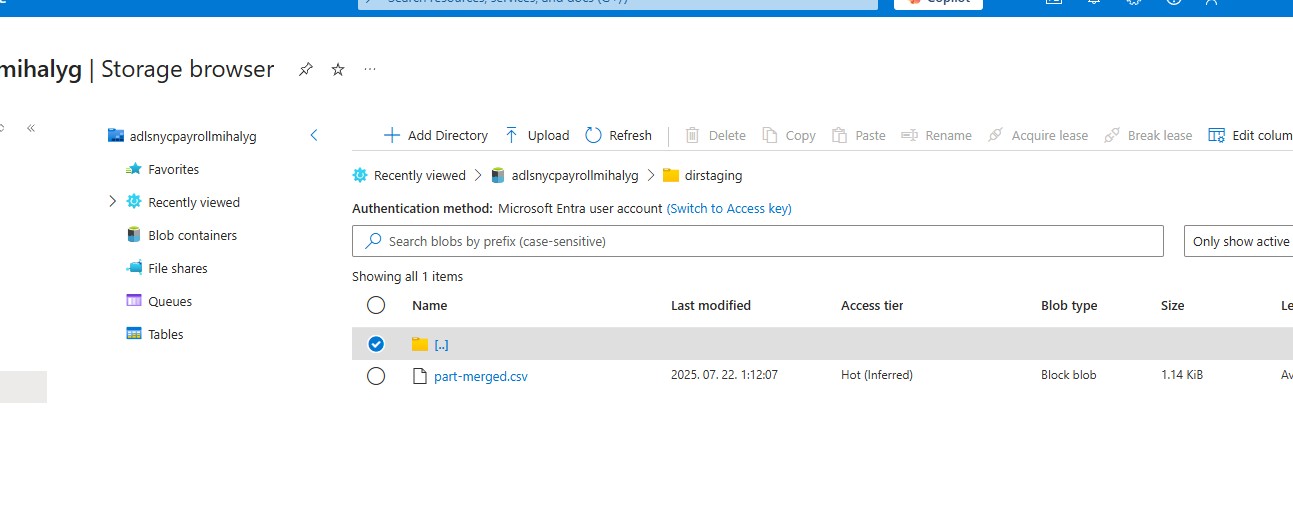 Search resources, services, and docs (G+/)
Copilot
mihalyg | Storage browser
adlsnycpayrollmihalyg
Favorites
Recently viewed
Blob containers
File shares
Queues
Tables
Add Directory
Upload
Refresh
Delete
Copy
Paste
Rename
Acquire lease
Break lease
Edit colum
Recently viewed
adlsnycpayrollmihalyg
dirstaging
Authentication method: Microsoft Entra user account (Switch to Access key)
Search blobs by prefix (case-sensitive)
Only show active
Showing all 1 items
Name Last modified Access tier Blob type Size Le
[..]
part-merged.csv 2025. 07. 22. 1:12:07 Hot (Inferred) Block blob 1.14 KiB Av